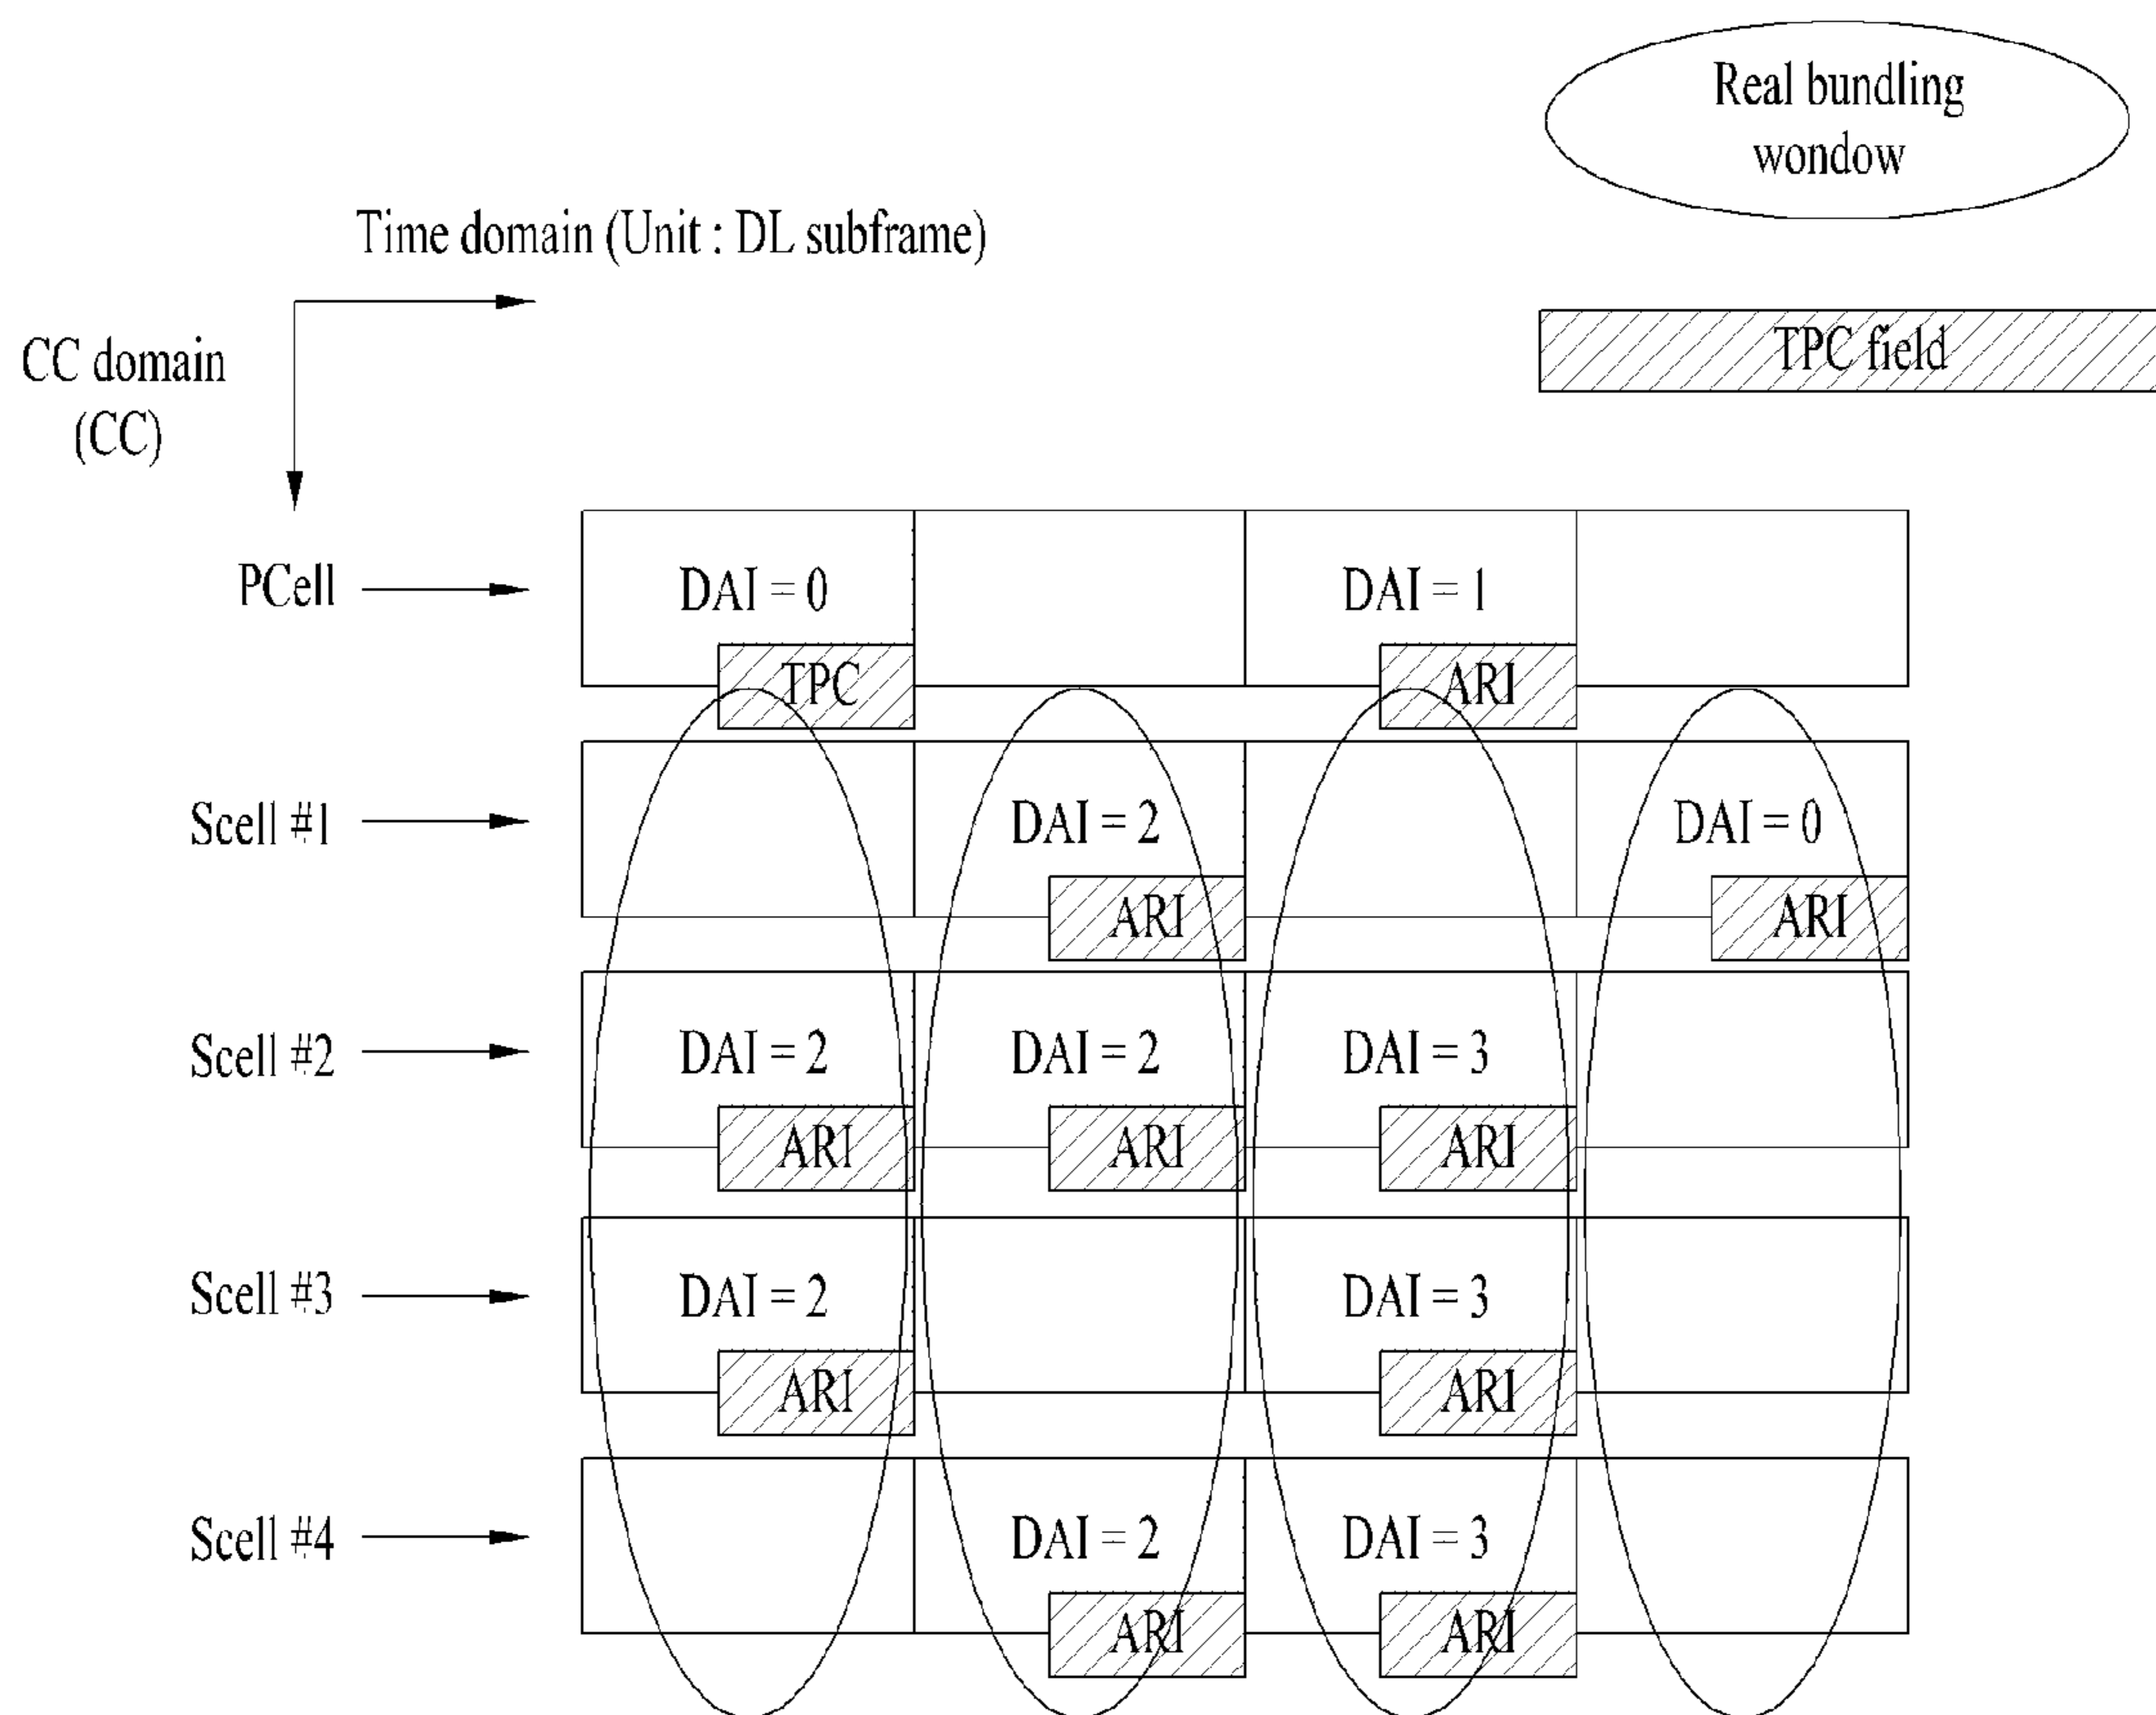 Real bundling
wondow
Time domain (Unit : DL subframe)
TPC field
CC domain
(CC)
PCell
DAI = 0
DAI = 1
TPC
ARI
Scell #1
DAI = 2
DAI = 0
ARI
ARI
Scell #2
DAI = 2
DAI = 2
DAI = 3
ARI
ARI
ARI
Scell #3
DAI = 2
DAI = 3
ARI
ARI
Scell #4
DAI = 2
DAI = 3
ARI
ARI